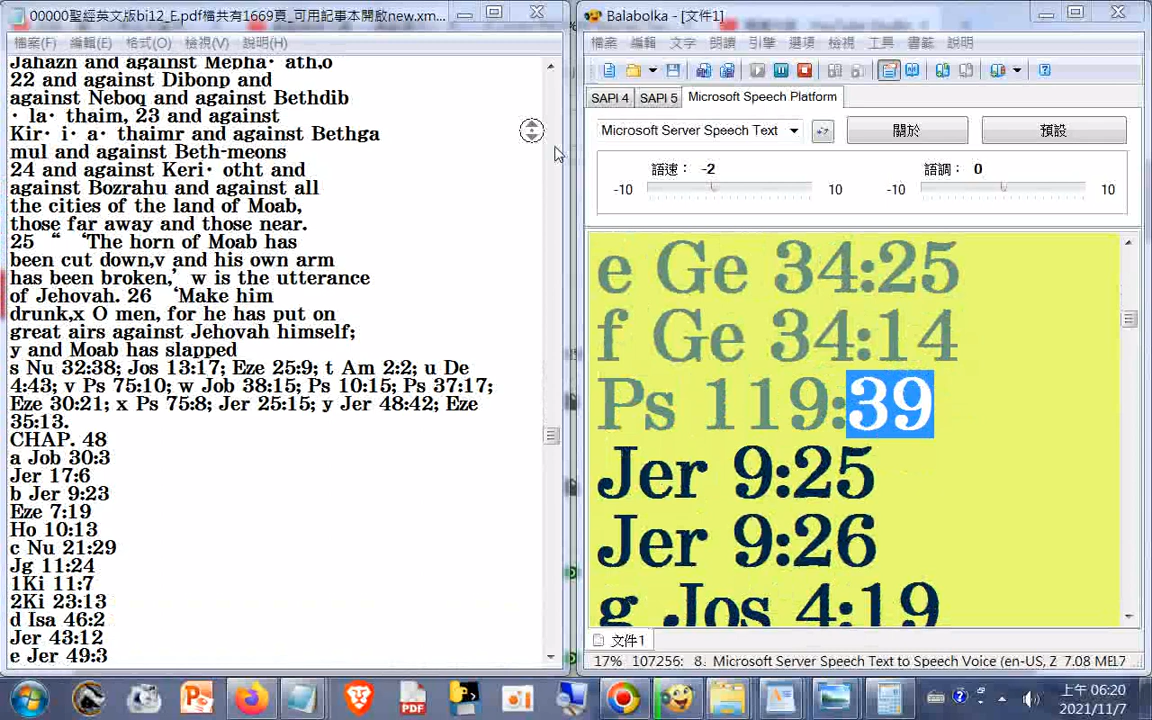 00000聖經英文版bi12_E.pdf檔共有1669頁_可用記事本開啟new.xm...
檔案(F) 編輯(E) 格式(O) 檢視(V) 說明(H)
Jahazn and against Mepha· ath,o
22 and against Dibonp and
against Neboq and against Bethdib
· la· thaim, 23 and against
Kir· i· a· thaimr and against Bethga
mul and against Beth-meons
24 and against Keri· otht and
against Bozrahu and against all
the cities of the land of Moab,
those far away and those near.
25 “ ‘The horn of Moab has
been cut down,v and his own arm
has been broken,’ w is the utterance
of Jehovah. 26 ‘Make him
drunk,x O men, for he has put on
great airs against Jehovah himself;
y and Moab has slapped
s Nu 32:38; Jos 13:17; Eze 25:9; t Am 2:2; u De
4:43; v Ps 75:10; w Job 38:15; Ps 10:15; Ps 37:17;
Eze 30:21; x Ps 75:8; Jer 25:15; y Jer 48:42; Eze
35:13.
CHAP. 48
a Job 30:3
Jer 17:6
b Jer 9:23
Eze 7:19
Ho 10:13
c Nu 21:29
Jg 11:24
1Ki 11:7
2Ki 23:13
d Isa 46:2
Jer 43:12
e Jer 49:3
Balabolka - [文件1]
檔案 編輯 文字 朗讀 引擎 選項 檢視 工具 書籤 說明
SAPI 4 SAPI 5 Microsoft Speech Platform
Microsoft Server Speech Text 關於 預設
語速: -2 語調: 0
-10 10 -10 10
e Ge 34:25
f Ge 34:14
Ps 119:39
Jer 9:25
Jer 9:26
g Jos 4:19
文件1
17% 107256: 8. Microsoft Server Speech Text to Speech Voice (en-US, Z 7.08 ME17
PDF
上午 06:20
2021/11/7